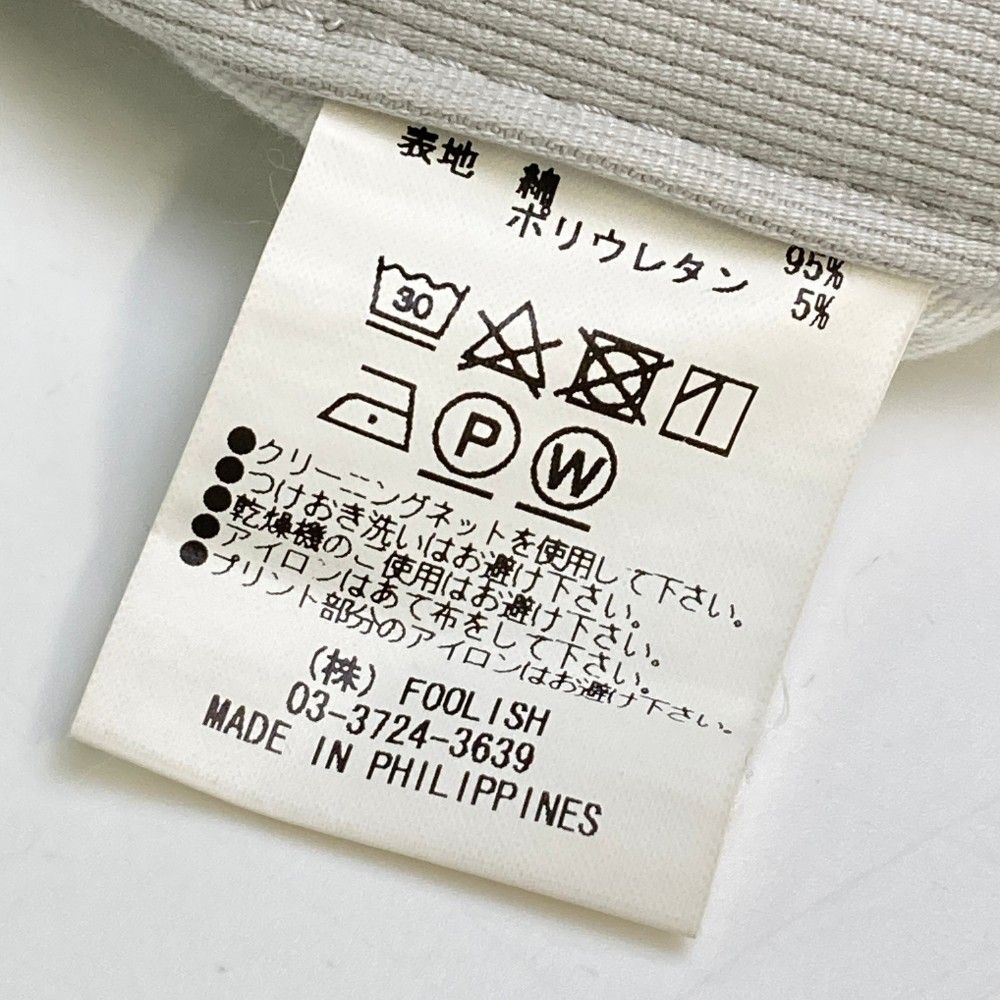 表地 綿 95%
ポリウレタン 5%
30
P W
●クリーニングネットを使用して下さい。
●つけおき洗いはお避け下さい。
●乾燥機のご使用はお避け下さい。
●アイロンはあて布をして下さい。
●プリント部分のアイロンはお避け下さい。
(株) FOOLISH
03-3724-3639
MADE IN PHILIPPINES